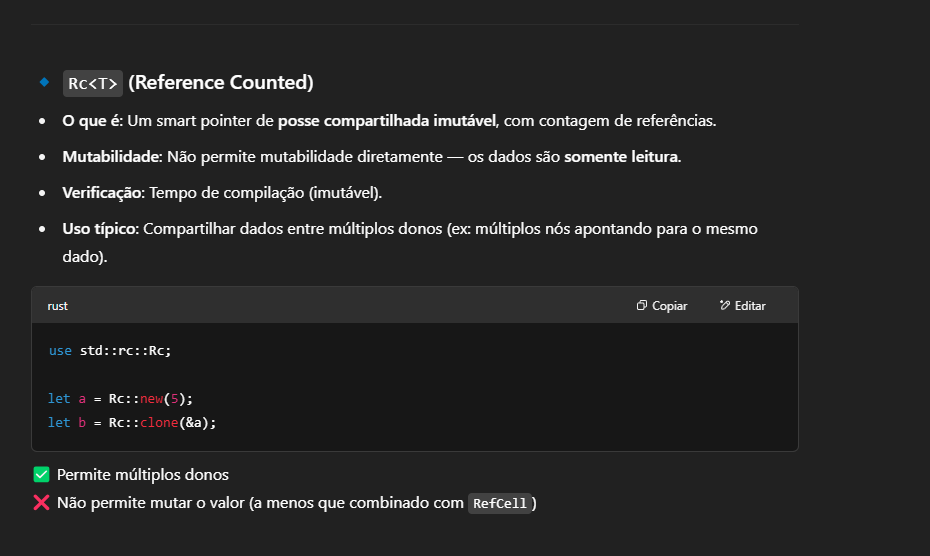 Rc<T> (Reference Counted)
O que é: Um smart pointer de posse compartilhada imutável, com contagem de referências.
Mutabilidade: Não permite mutabilidade diretamente — os dados são somente leitura.
Verificação: Tempo de compilação (imutável).
Uso típico: Compartilhar dados entre múltiplos donos (ex: múltiplos nós apontando para o mesmo
dado).
rust Copiar Editar
use std::rc::Rc;
let a = Rc::new(5);
let b = Rc::clone(&a);
Permite múltiplos donos
Não permite mutar o valor (a menos que combinado com RefCell)